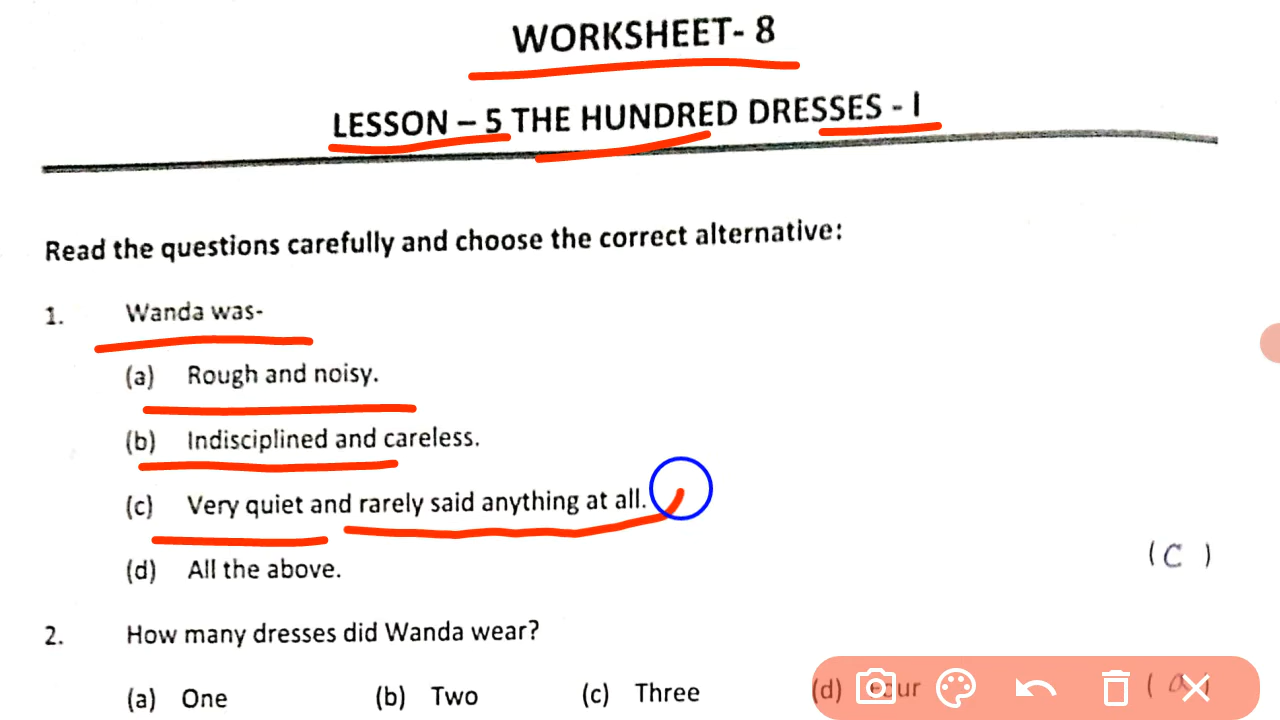 WORKSHEET- 8
LESSON – 5 THE HUNDRED DRESSES - I
Read the questions carefully and choose the correct alternative:
1. Wanda was-
(a) Rough and noisy.
(b) Indisciplined and careless.
(c) Very quiet and rarely said anything at all.
(d) All the above.
( C )
2. How many dresses did Wanda wear?
(a) One (b) Two (c) Three (d) Four ( a )